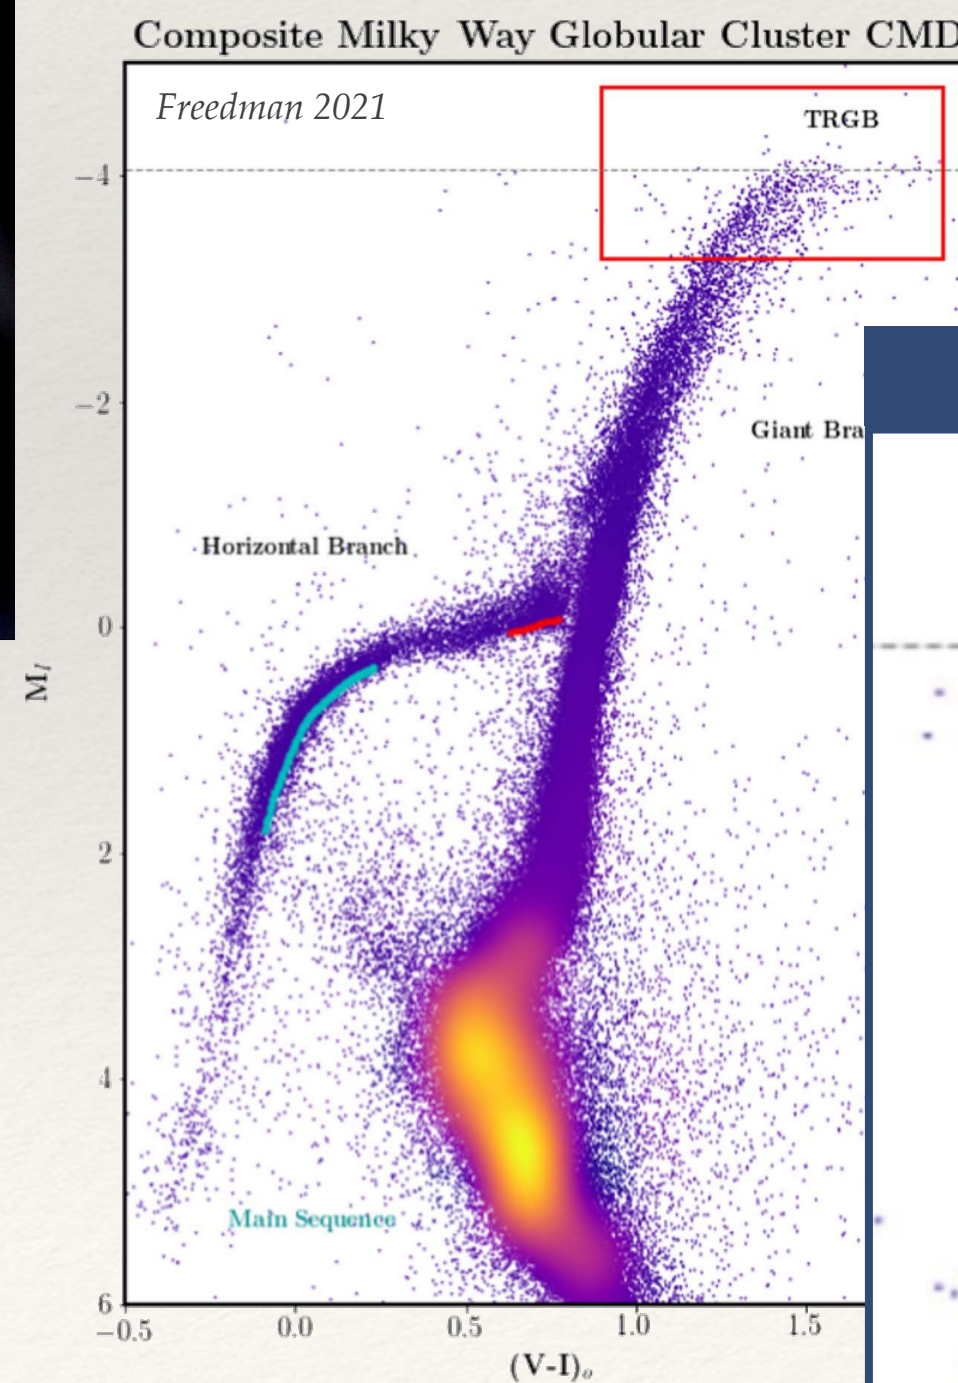 Composite Milky Way Globular Cluster CMD
Freedman 2021
TRGB
−4
−2
Giant Bra
Horizontal Branch
0
M_I
2
4
Main Sequence
6
−0.5
0.0
0.5
1.0
1.5
(V-I)_o